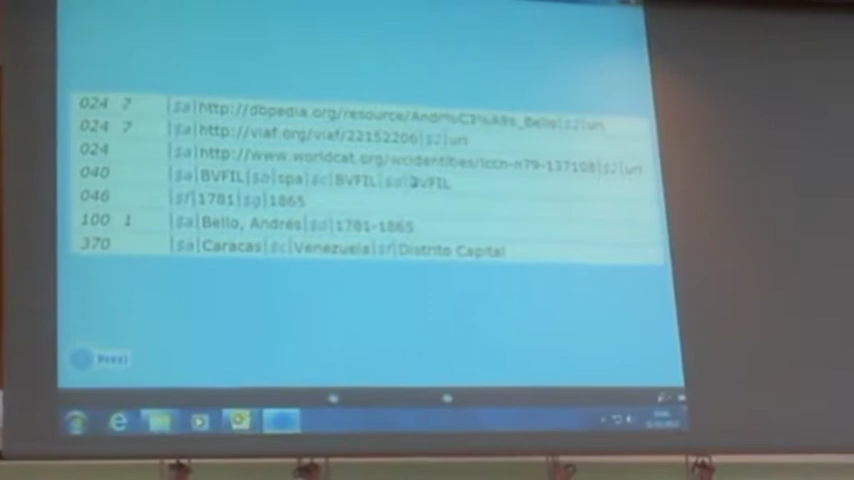 024 7 |$a|http://dbpedia.org/resource/Andr%C3%A9s_Bello|$2|uri
024 7 |$a|http://viaf.org/viaf/22152206|$2|uri
024 |$a|http://www.worldcat.org/wcidentities/lccn-n79-137108|$2|uri
040 |$a|BVFIL|$b|spa|$c|BVFIL|$d|BVFIL
046 |$f|1781|$g|1865
100 1 |$a|Bello, Andrés|$d|1781-1865
370 |$a|Caracas|$c|Venezuela|$f|Distrito Capital
Prezi